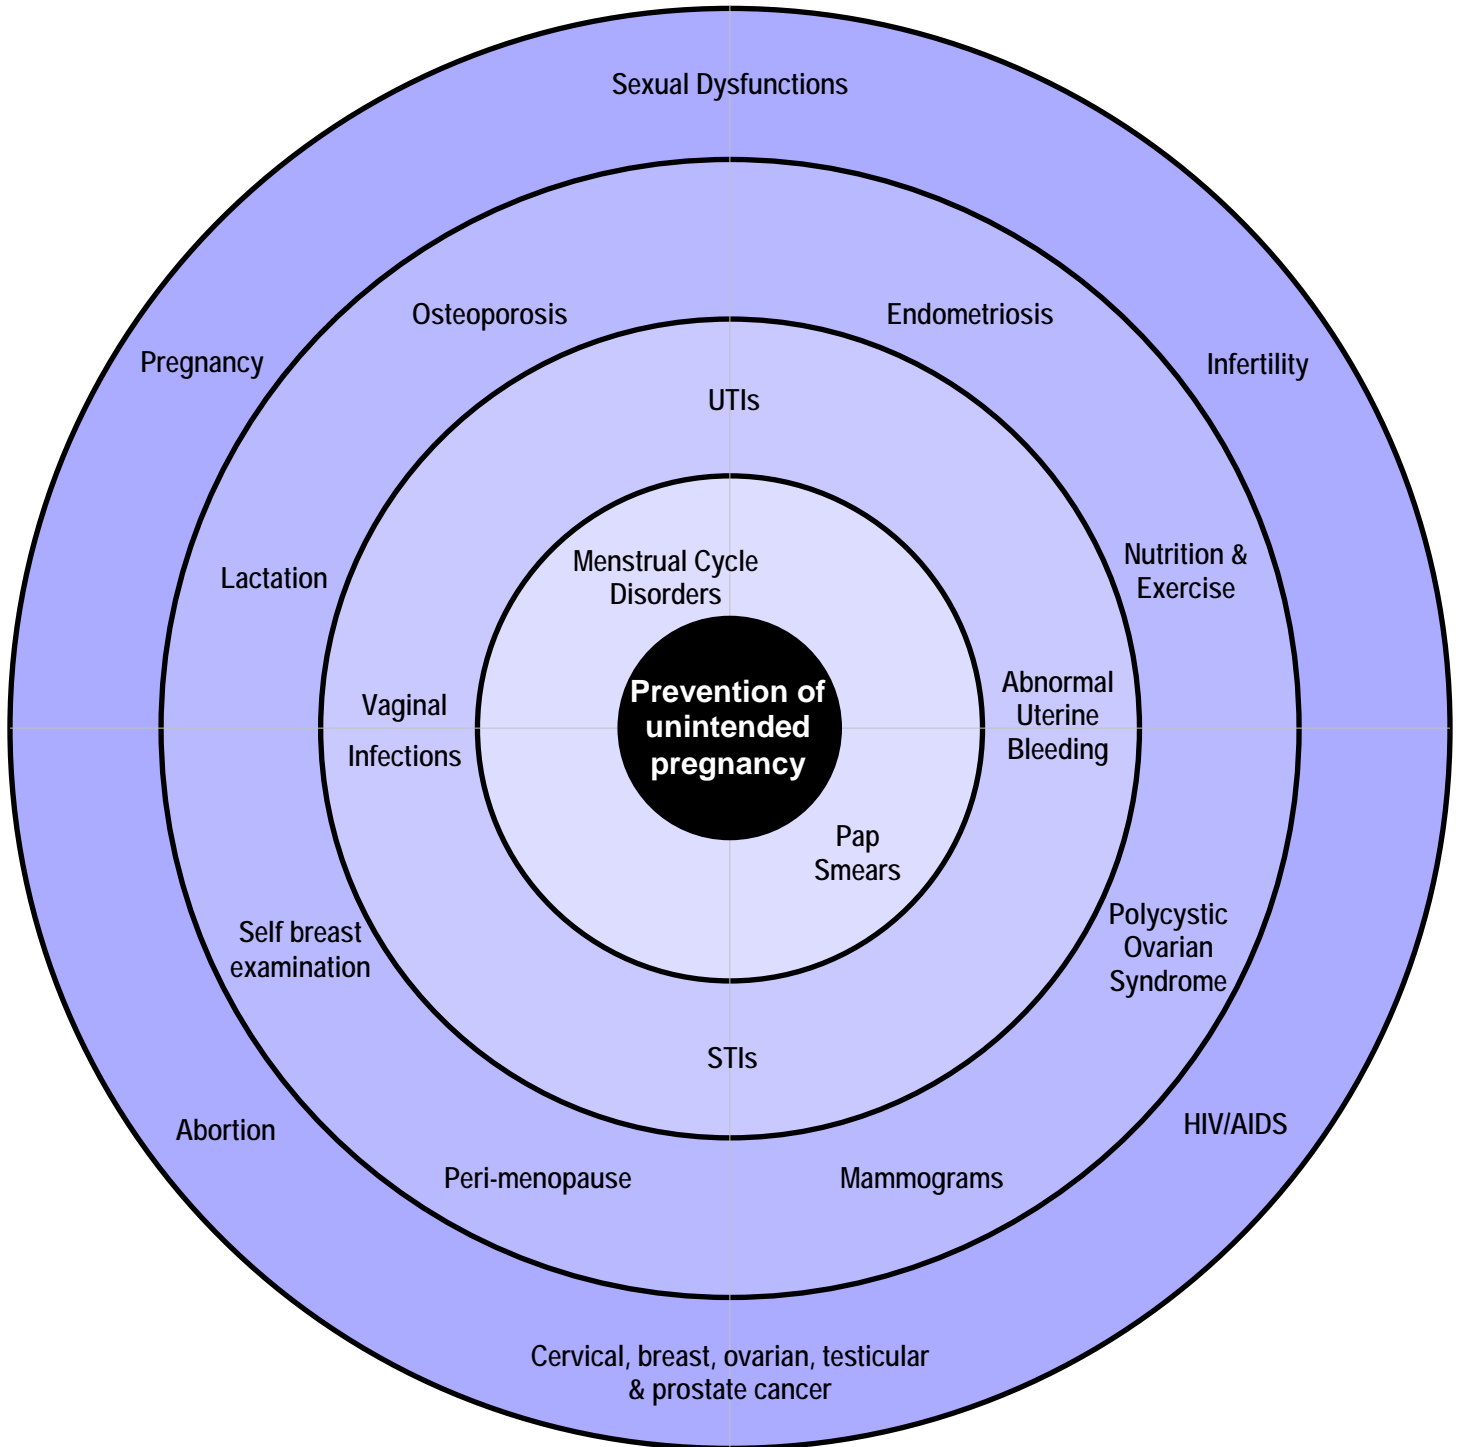 Sexual Dysfunctions
Osteoporosis
Endometriosis
Pregnancy
Infertility
UTIs
Menstrual Cycle
Disorders
Lactation
Nutrition &
Exercise
Vaginal
Infections
Prevention of
unintended
pregnancy
Abnormal
Uterine
Bleeding
Pap
Smears
Self breast
examination
Polycystic
Ovarian
Syndrome
STIs
Abortion
HIV/AIDS
Peri-menopause
Mammograms
Cervical, breast, ovarian, testicular
& prostate cancer